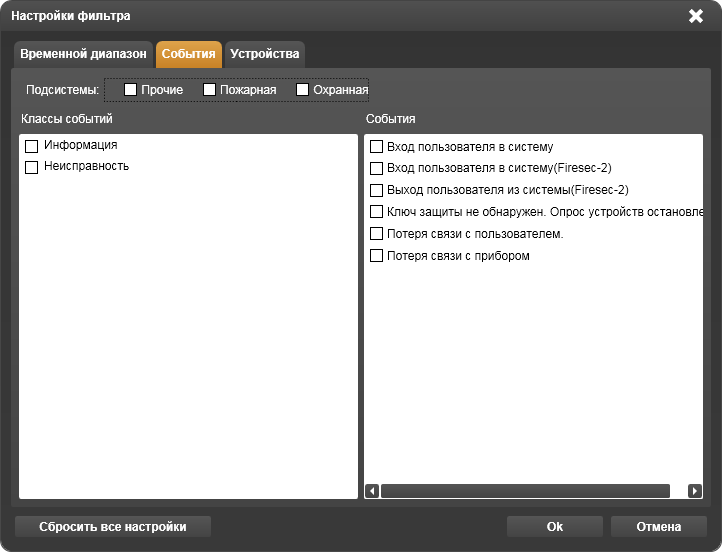 Настройки фильтра
Временной диапазон События Устройства
Подсистемы: Прочие Пожарная Охранная
Классы событий
Информация
Неисправность
События
Вход пользователя в систему
Вход пользователя в систему(Firesec-2)
Выход пользователя из системы(Firesec-2)
Ключ защиты не обнаружен. Опрос устройств остановле
Потеря связи с пользователем.
Потеря связи с прибором
Сбросить все настройки Ok Отмена